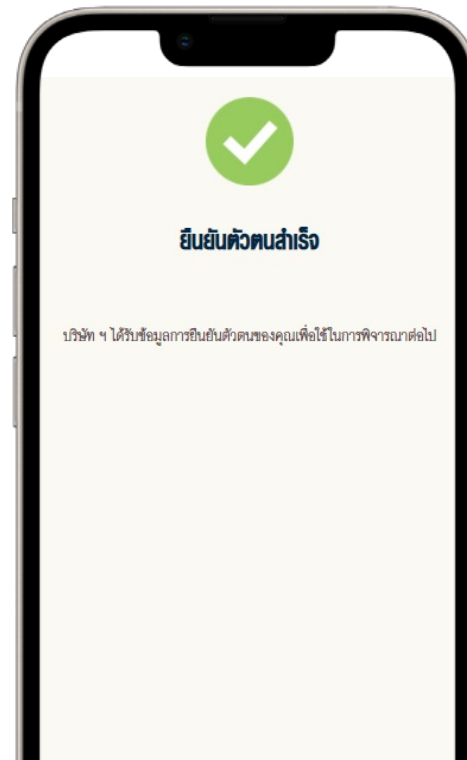 ยืนยันตัวตนสำเร็จ
บริษัท ฯ ได้รับข้อมูลการยืนยันตัวตนของคุณเพื่อใช้ในการพิจารณาต่อไป